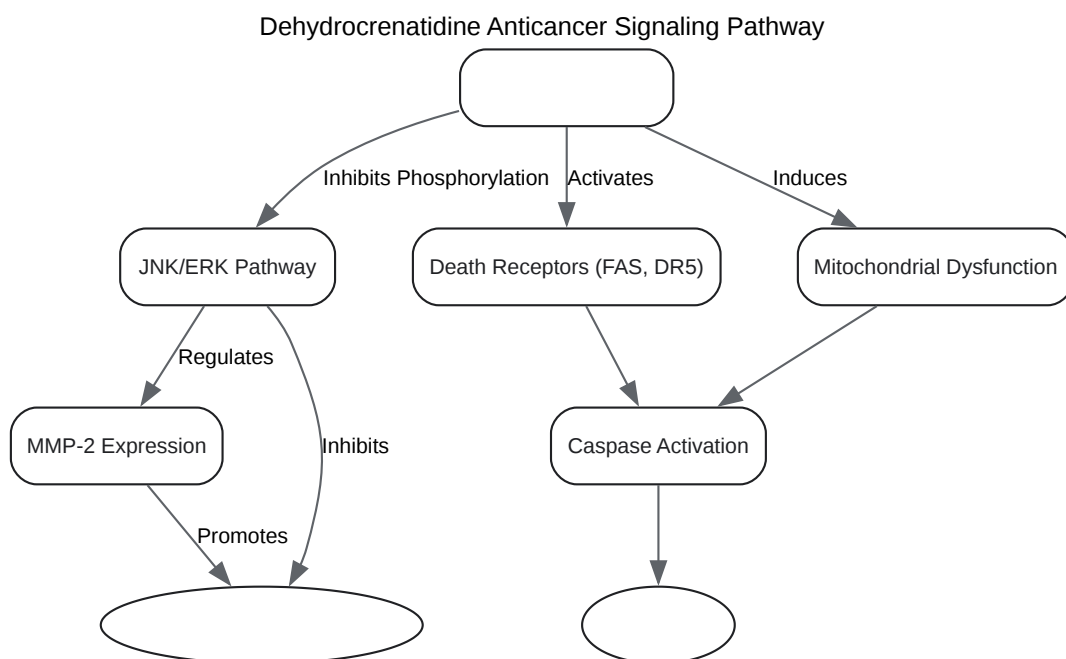 Dehydrocrenatidine Anticancer Signaling Pathway
Inhibits Phosphorylation
Activates
Induces
JNK/ERK Pathway
Death Receptors (FAS, DR5)
Mitochondrial Dysfunction
Regulates
MMP-2 Expression
Inhibits
Caspase Activation
Promotes